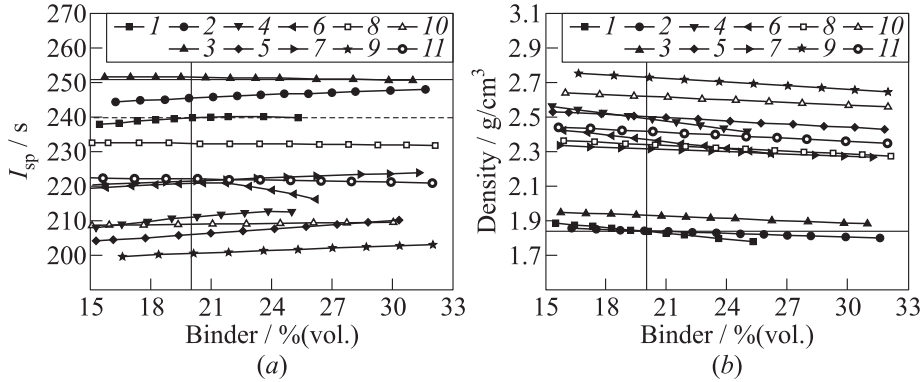 270
260
250
240
230
220
210
200
I_sp / s
1 2 4 6 8 10
3 5 7 9 11
15 18 21 24 27 30 33
Binder / %(vol.)
(a)
3.1
2.9
2.7
2.5
2.3
2.1
1.9
1.7
Density / g/cm³
1 2 4 6 8 10
3 5 7 9 11
15 18 21 24 27 30 33
Binder / %(vol.)
(b)